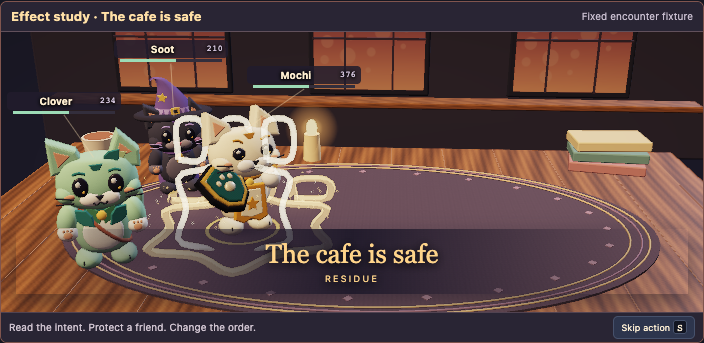 Effect study · The cafe is safe
Fixed encounter fixture
Soot 210
Mochi 376
Clover 234
The cafe is safe
RESIDUE
Read the intent. Protect a friend. Change the order.
Skip action S